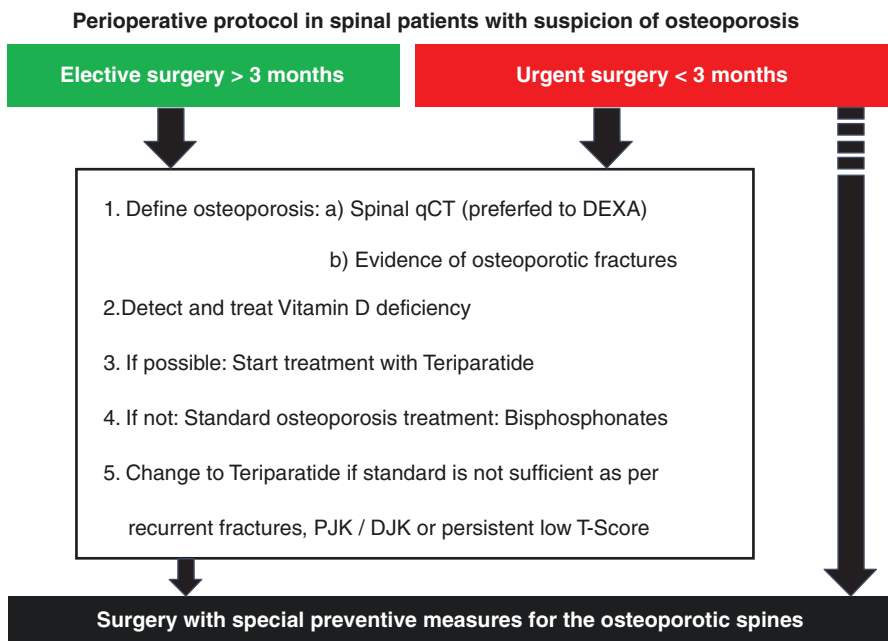 Perioperative protocol in spinal patients with suspicion of osteoporosis
Elective surgery > 3 months
Urgent surgery < 3 months
1. Define osteoporosis: a) Spinal qCT (preferfed to DEXA)
b) Evidence of osteoporotic fractures
2.Detect and treat Vitamin D deficiency
3. If possible: Start treatment with Teriparatide
4. If not: Standard osteoporosis treatment: Bisphosphonates
5. Change to Teriparatide if standard is not sufficient as per
recurrent fractures, PJK / DJK or persistent low T-Score
Surgery with special preventive measures for the osteoporotic spines